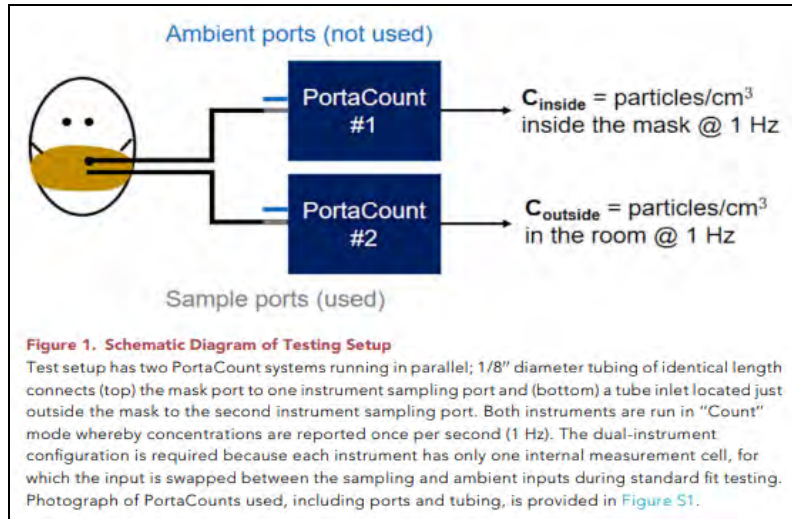 Ambient ports (not used)
PortaCount
#1
C_inside = particles/cm³
inside the mask @ 1 Hz
PortaCount
#2
C_outside = particles/cm³
in the room @ 1 Hz
Sample ports (used)
Figure 1. Schematic Diagram of Testing Setup
Test setup has two PortaCount systems running in parallel; 1/8″ diameter tubing of identical length
connects (top) the mask port to one instrument sampling port and (bottom) a tube inlet located just
outside the mask to the second instrument sampling port. Both instruments are run in "Count"
mode whereby concentrations are reported once per second (1 Hz). The dual-instrument
configuration is required because each instrument has only one internal measurement cell, for
which the input is swapped between the sampling and ambient inputs during standard fit testing.
Photograph of PortaCounts used, including ports and tubing, is provided in Figure S1.